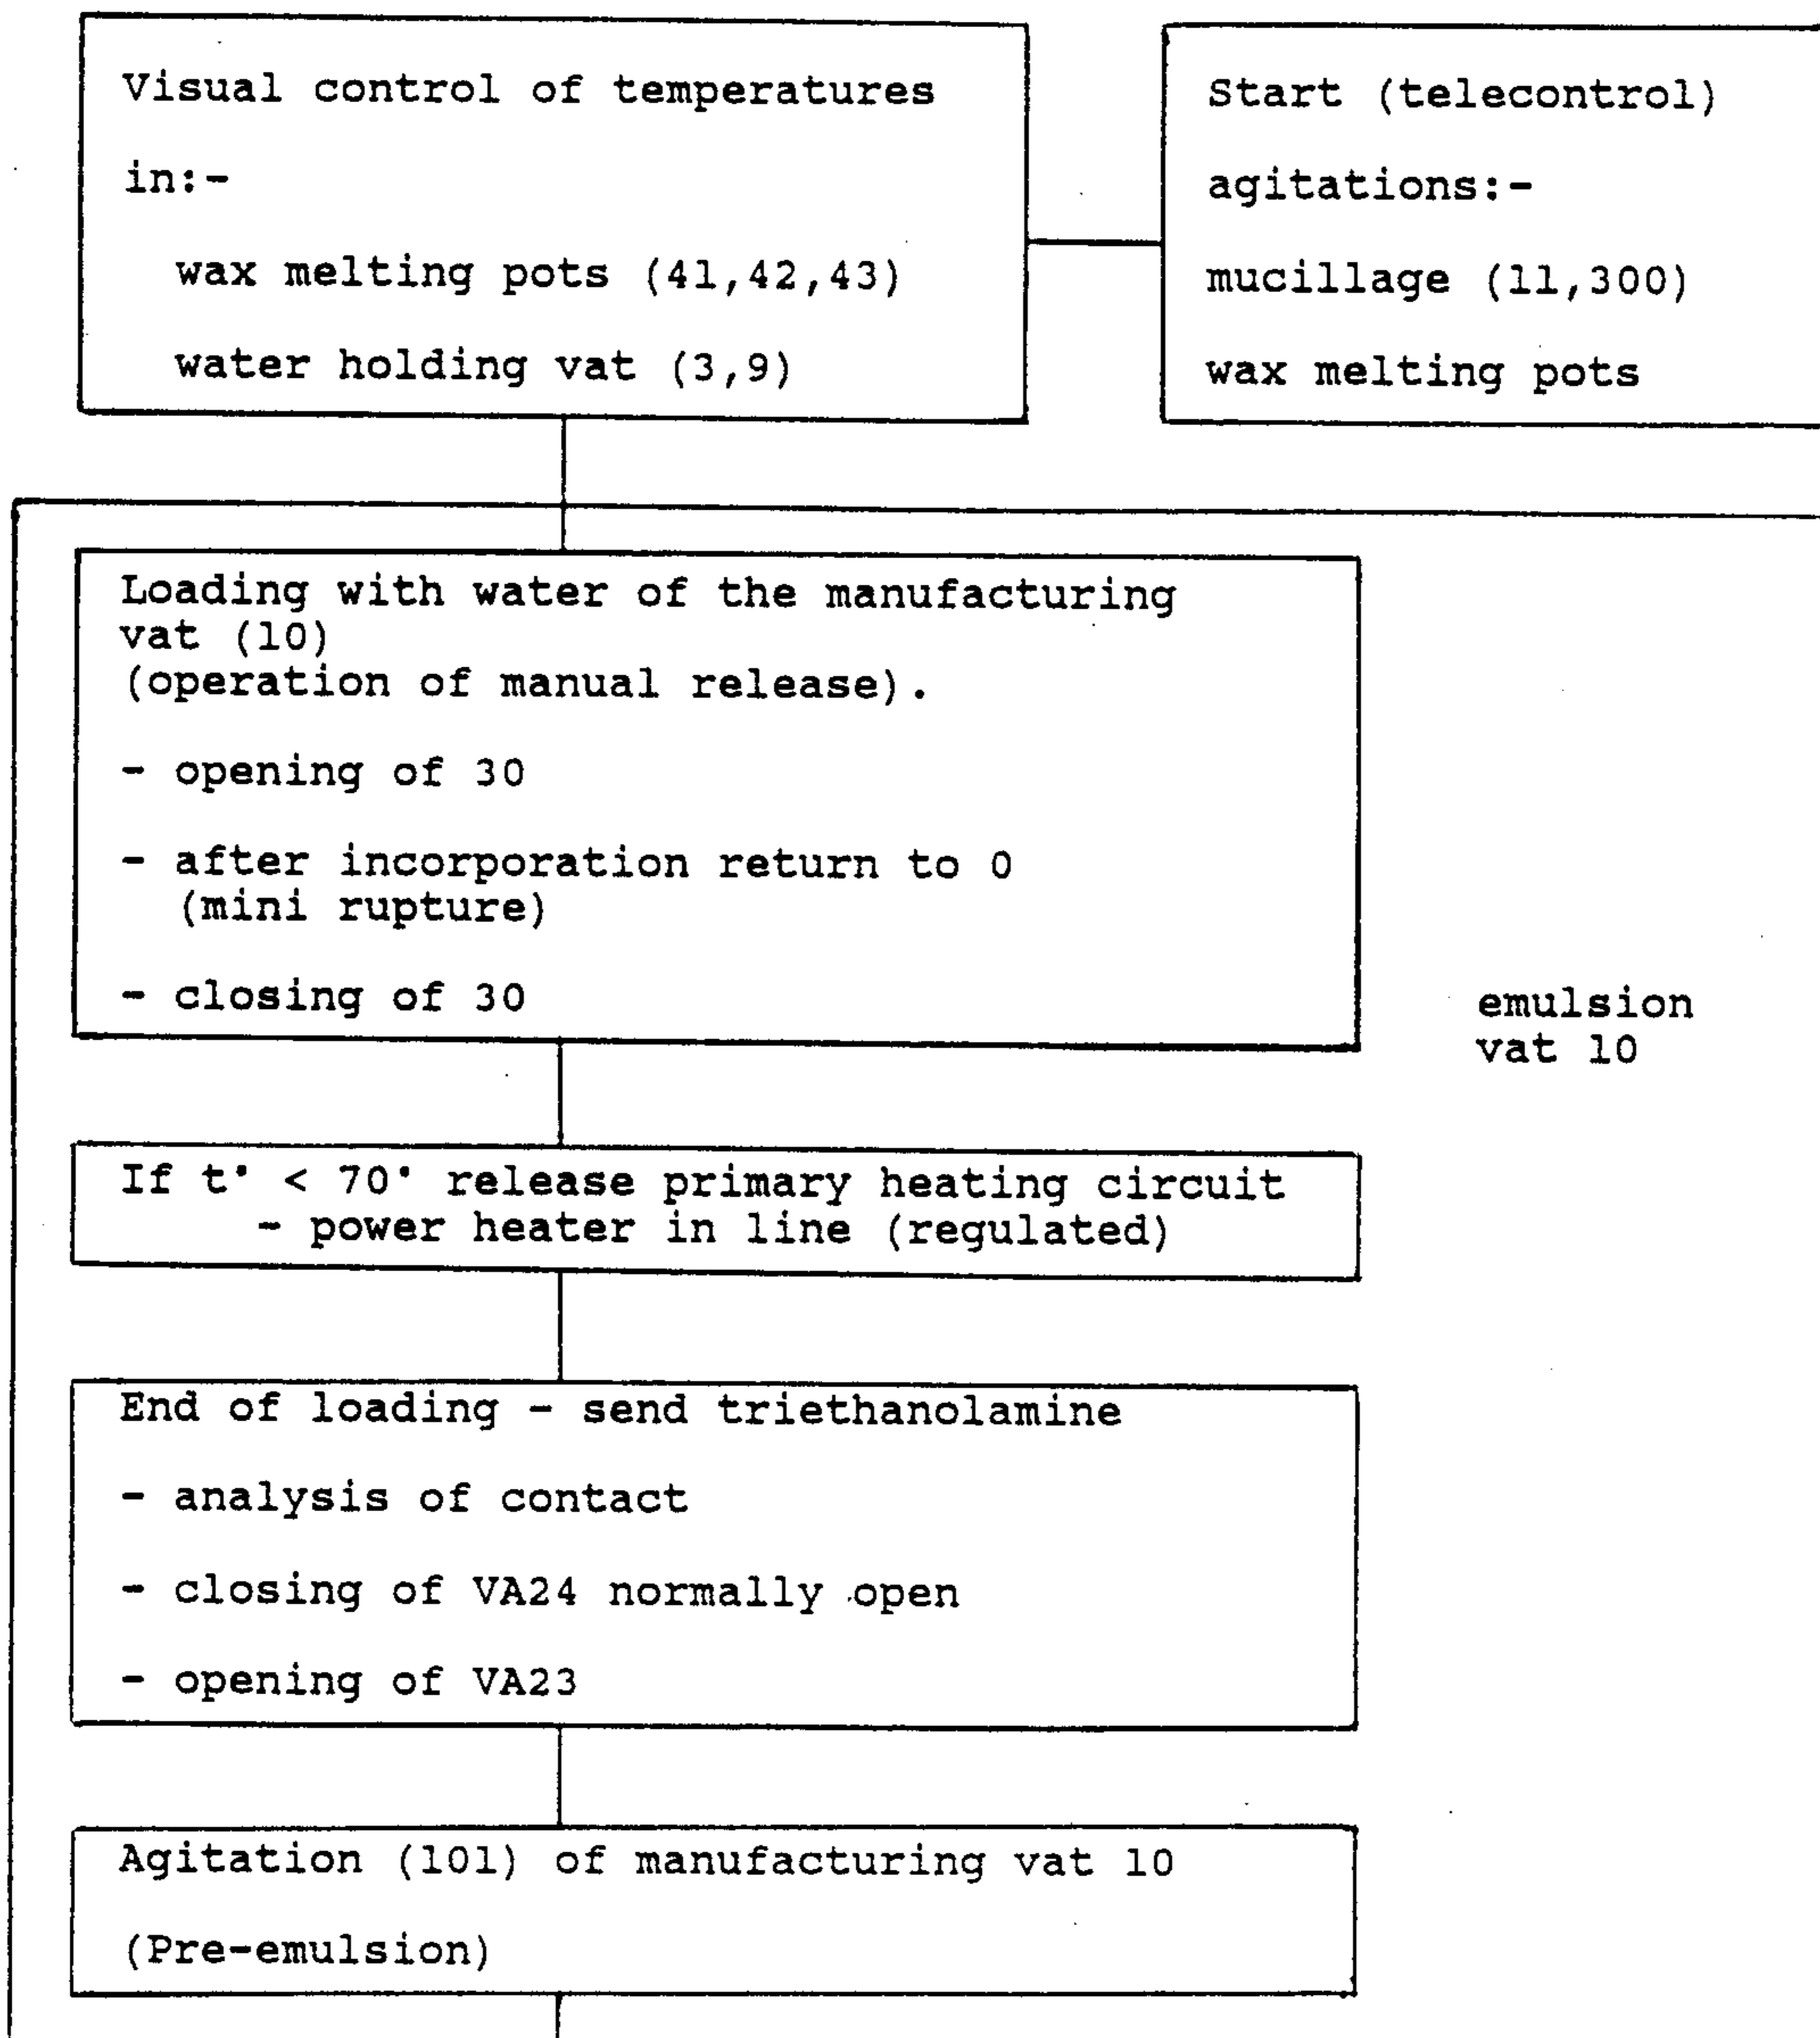 Visual control of temperatures
in:-
wax melting pots (41,42,43)
water holding vat (3,9)
Start (telecontrol)
agitations:-
mucillage (11,300)
wax melting pots
Loading with water of the manufacturing
vat (10)
(operation of manual release).
- opening of 30
- after incorporation return to 0
(mini rupture)
- closing of 30
emulsion
vat 10
If t° < 70° release primary heating circuit
- power heater in line (regulated)
End of loading - send triethanolamine
- analysis of contact
- closing of VA24 normally open
- opening of VA23
Agitation (101) of manufacturing vat 10
(Pre-emulsion)